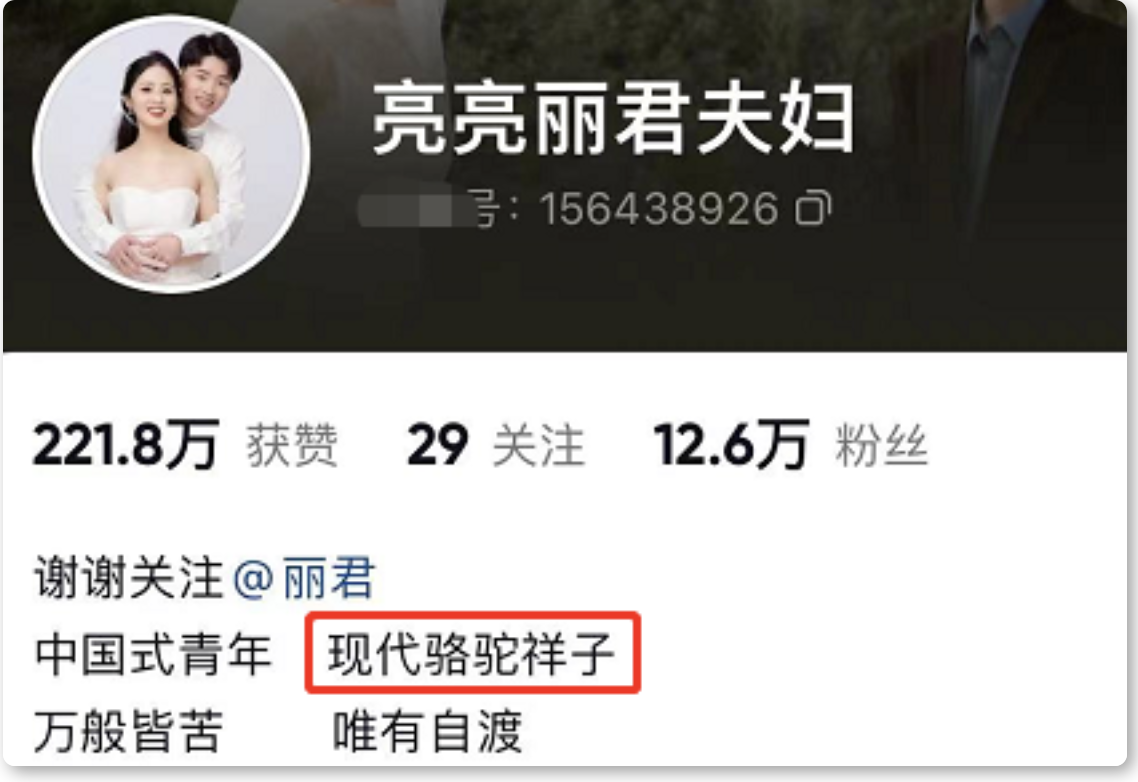 亮亮丽君夫妇
号：156438926
221.8万 获赞 29 关注 12.6万 粉丝
谢谢关注@丽君
中国式青年 现代骆驼祥子
万般皆苦 唯有自渡